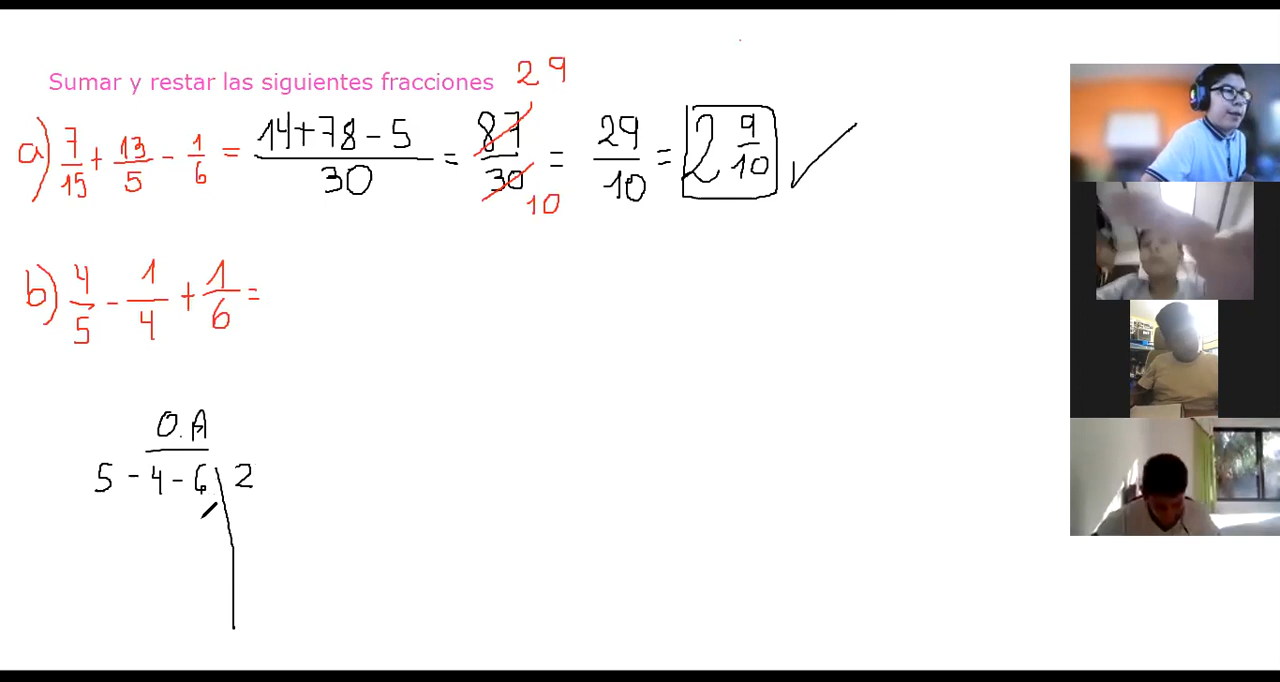 Sumar y restar las siguientes fracciones
a) 7/15 + 13/5 - 1/6 = (14+78-5)/30 = 87/30 29 10 = 29/10 = 2 9/10 ✓
b) 4/5 - 1/4 + 1/6 =
O.A
5 - 4 - 6 | 2